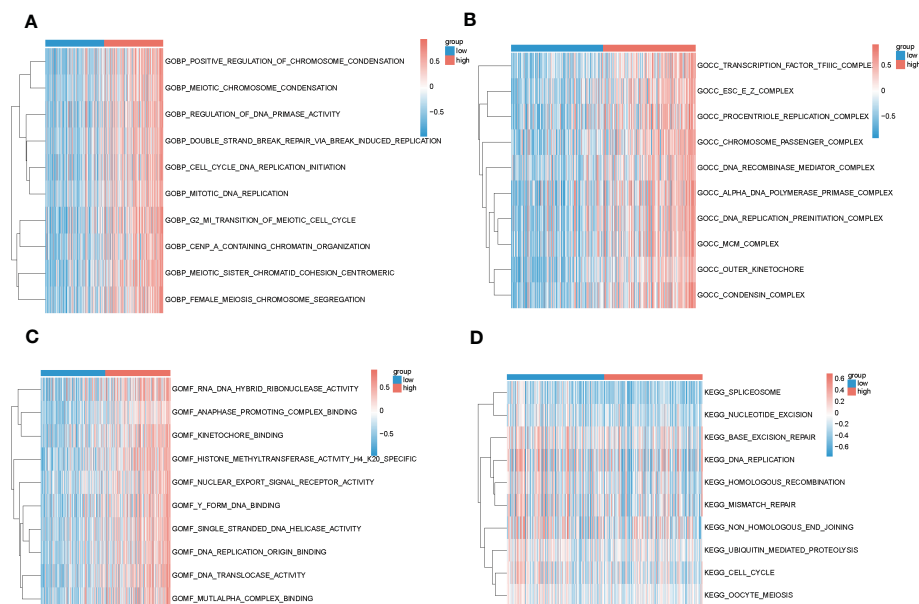 A
group
low
high
0.5
0
−0.5
GOBP_POSITIVE_REGULATION_OF_CHROMOSOME_CONDENSATION
GOBP_MEIOTIC_CHROMOSOME_CONDENSATION
GOBP_REGULATION_OF_DNA_PRIMASE_ACTIVITY
GOBP_DOUBLE_STRAND_BREAK_REPAIR_VIA_BREAK_INDUCED_REPLICATION
GOBP_CELL_CYCLE_DNA_REPLICATION_INITIATION
GOBP_MITOTIC_DNA_REPLICATION
GOBP_G2_MI_TRANSITION_OF_MEIOTIC_CELL_CYCLE
GOBP_CENP_A_CONTAINING_CHROMATIN_ORGANIZATION
GOBP_MEIOTIC_SISTER_CHROMATID_COHESION_CENTROMERIC
GOBP_FEMALE_MEIOSIS_CHROMOSOME_SEGREGATION
B
group
low
high
0.5
0
−0.5
GOCC_TRANSCRIPTION_FACTOR_TFIIIC_COMPLE
GOCC_ESC_E_Z_COMPLEX
GOCC_PROCENTRIOLE_REPLICATION_COMPLEX
GOCC_CHROMOSOME_PASSENGER_COMPLEX
GOCC_DNA_RECOMBINASE_MEDIATOR_COMPLEX
GOCC_ALPHA_DNA_POLYMERASE_PRIMASE_COMPLEX
GOCC_DNA_REPLICATION_PREINITIATION_COMPLEX
GOCC_MCM_COMPLEX
GOCC_OUTER_KINETOCHORE
GOCC_CONDENSIN_COMPLEX
C
group
low
high
0.5
0
−0.5
GOMF_RNA_DNA_HYBRID_RIBONUCLEASE_ACTIVITY
GOMF_ANAPHASE_PROMOTING_COMPLEX_BINDING
GOMF_KINETOCHORE_BINDING
GOMF_HISTONE_METHYLTRANSFERASE_ACTIVITY_H4_K20_SPECIFIC
GOMF_NUCLEAR_EXPORT_SIGNAL_RECEPTOR_ACTIVITY
GOMF_Y_FORM_DNA_BINDING
GOMF_SINGLE_STRANDED_DNA_HELICASE_ACTIVITY
GOMF_DNA_REPLICATION_ORIGIN_BINDING
GOMF_DNA_TRANSLOCASE_ACTIVITY
GOMF_MUTLALPHA_COMPLEX_BINDING
D
group
low
high
0.6
0.4
0.2
0
−0.2
−0.4
−0.6
KEGG_SPLICEOSOME
KEGG_NUCLEOTIDE_EXCISION
KEGG_BASE_EXCISION_REPAIR
KEGG_DNA_REPLICATION
KEGG_HOMOLOGOUS_RECOMBINATION
KEGG_MISMATCH_REPAIR
KEGG_NON_HOMOLOGOUS_END_JOINING
KEGG_UBIQUITIN_MEDIATED_PROTEOLYSIS
KEGG_CELL_CYCLE
KEGG_OOCYTE_MEIOSIS